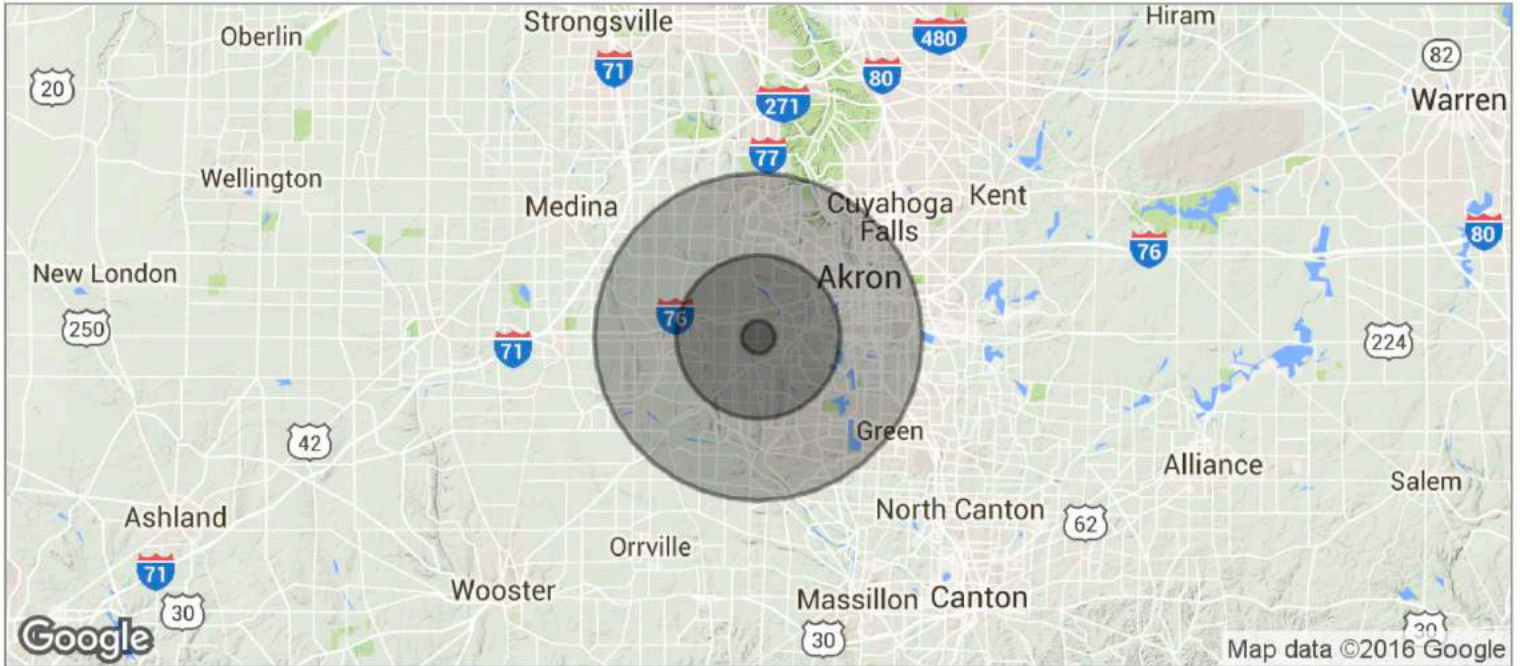 Oberlin
Strongsville
Hiram
480
71
80
82
20
271
Warren
77
Wellington
Medina
Cuyahoga
Falls
Kent
80
76
New London
Akron
76
250
71
224
42
Green
Alliance
Salem
Ashland
North Canton
62
Orrville
71
Wooster
Massillon
Canton
30
30
30
Google
Map data ©2016 Google